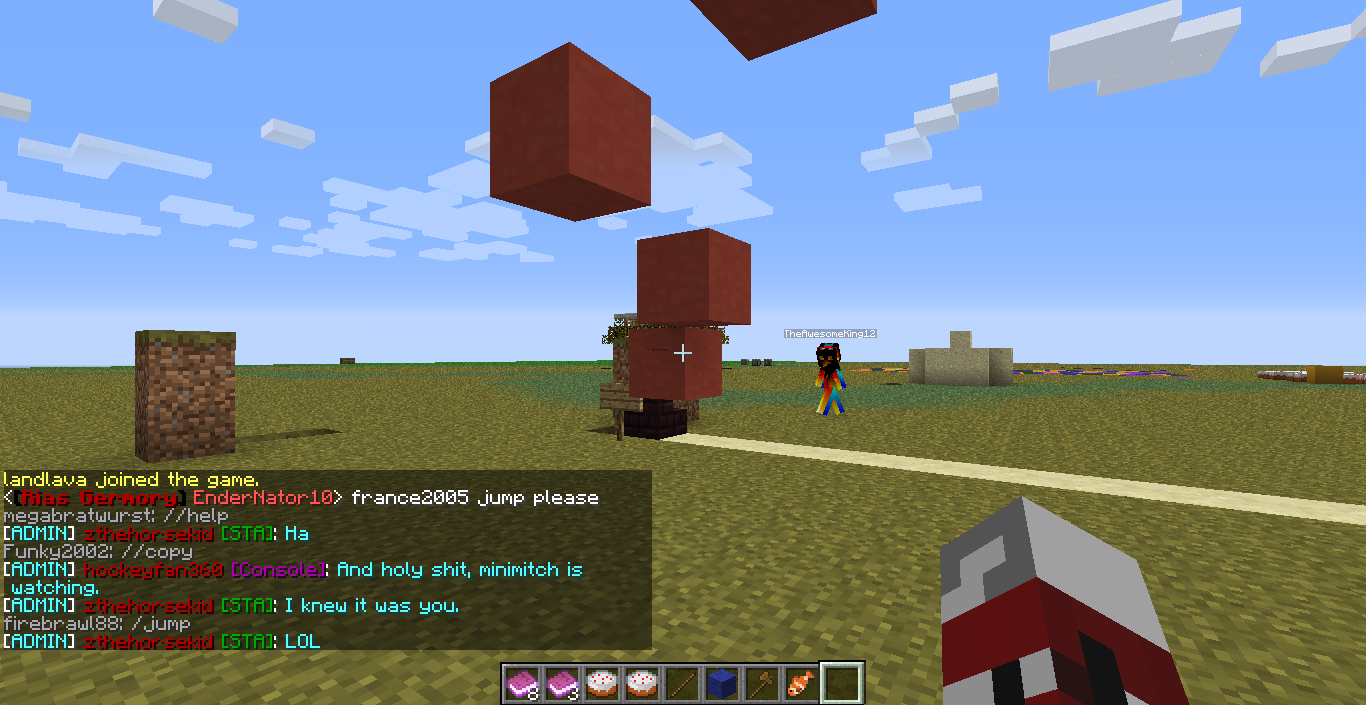 TheAwesomeKing12
landlava joined the game.
<[Rias Germory] EnderNator10> france2005 jump please
megabratwurst: //help
[ADMIN] zthehorsekid [STA]: Ha
Funky2002: //copy
[ADMIN] hockeyfan360 [Console]: And holy shit, minimitch is
watching.
[ADMIN] zthehorsekid [STA]: I knew it was you.
firebrawl88: /jump
[ADMIN] zthehorsekid [STA]: LOL
8 3